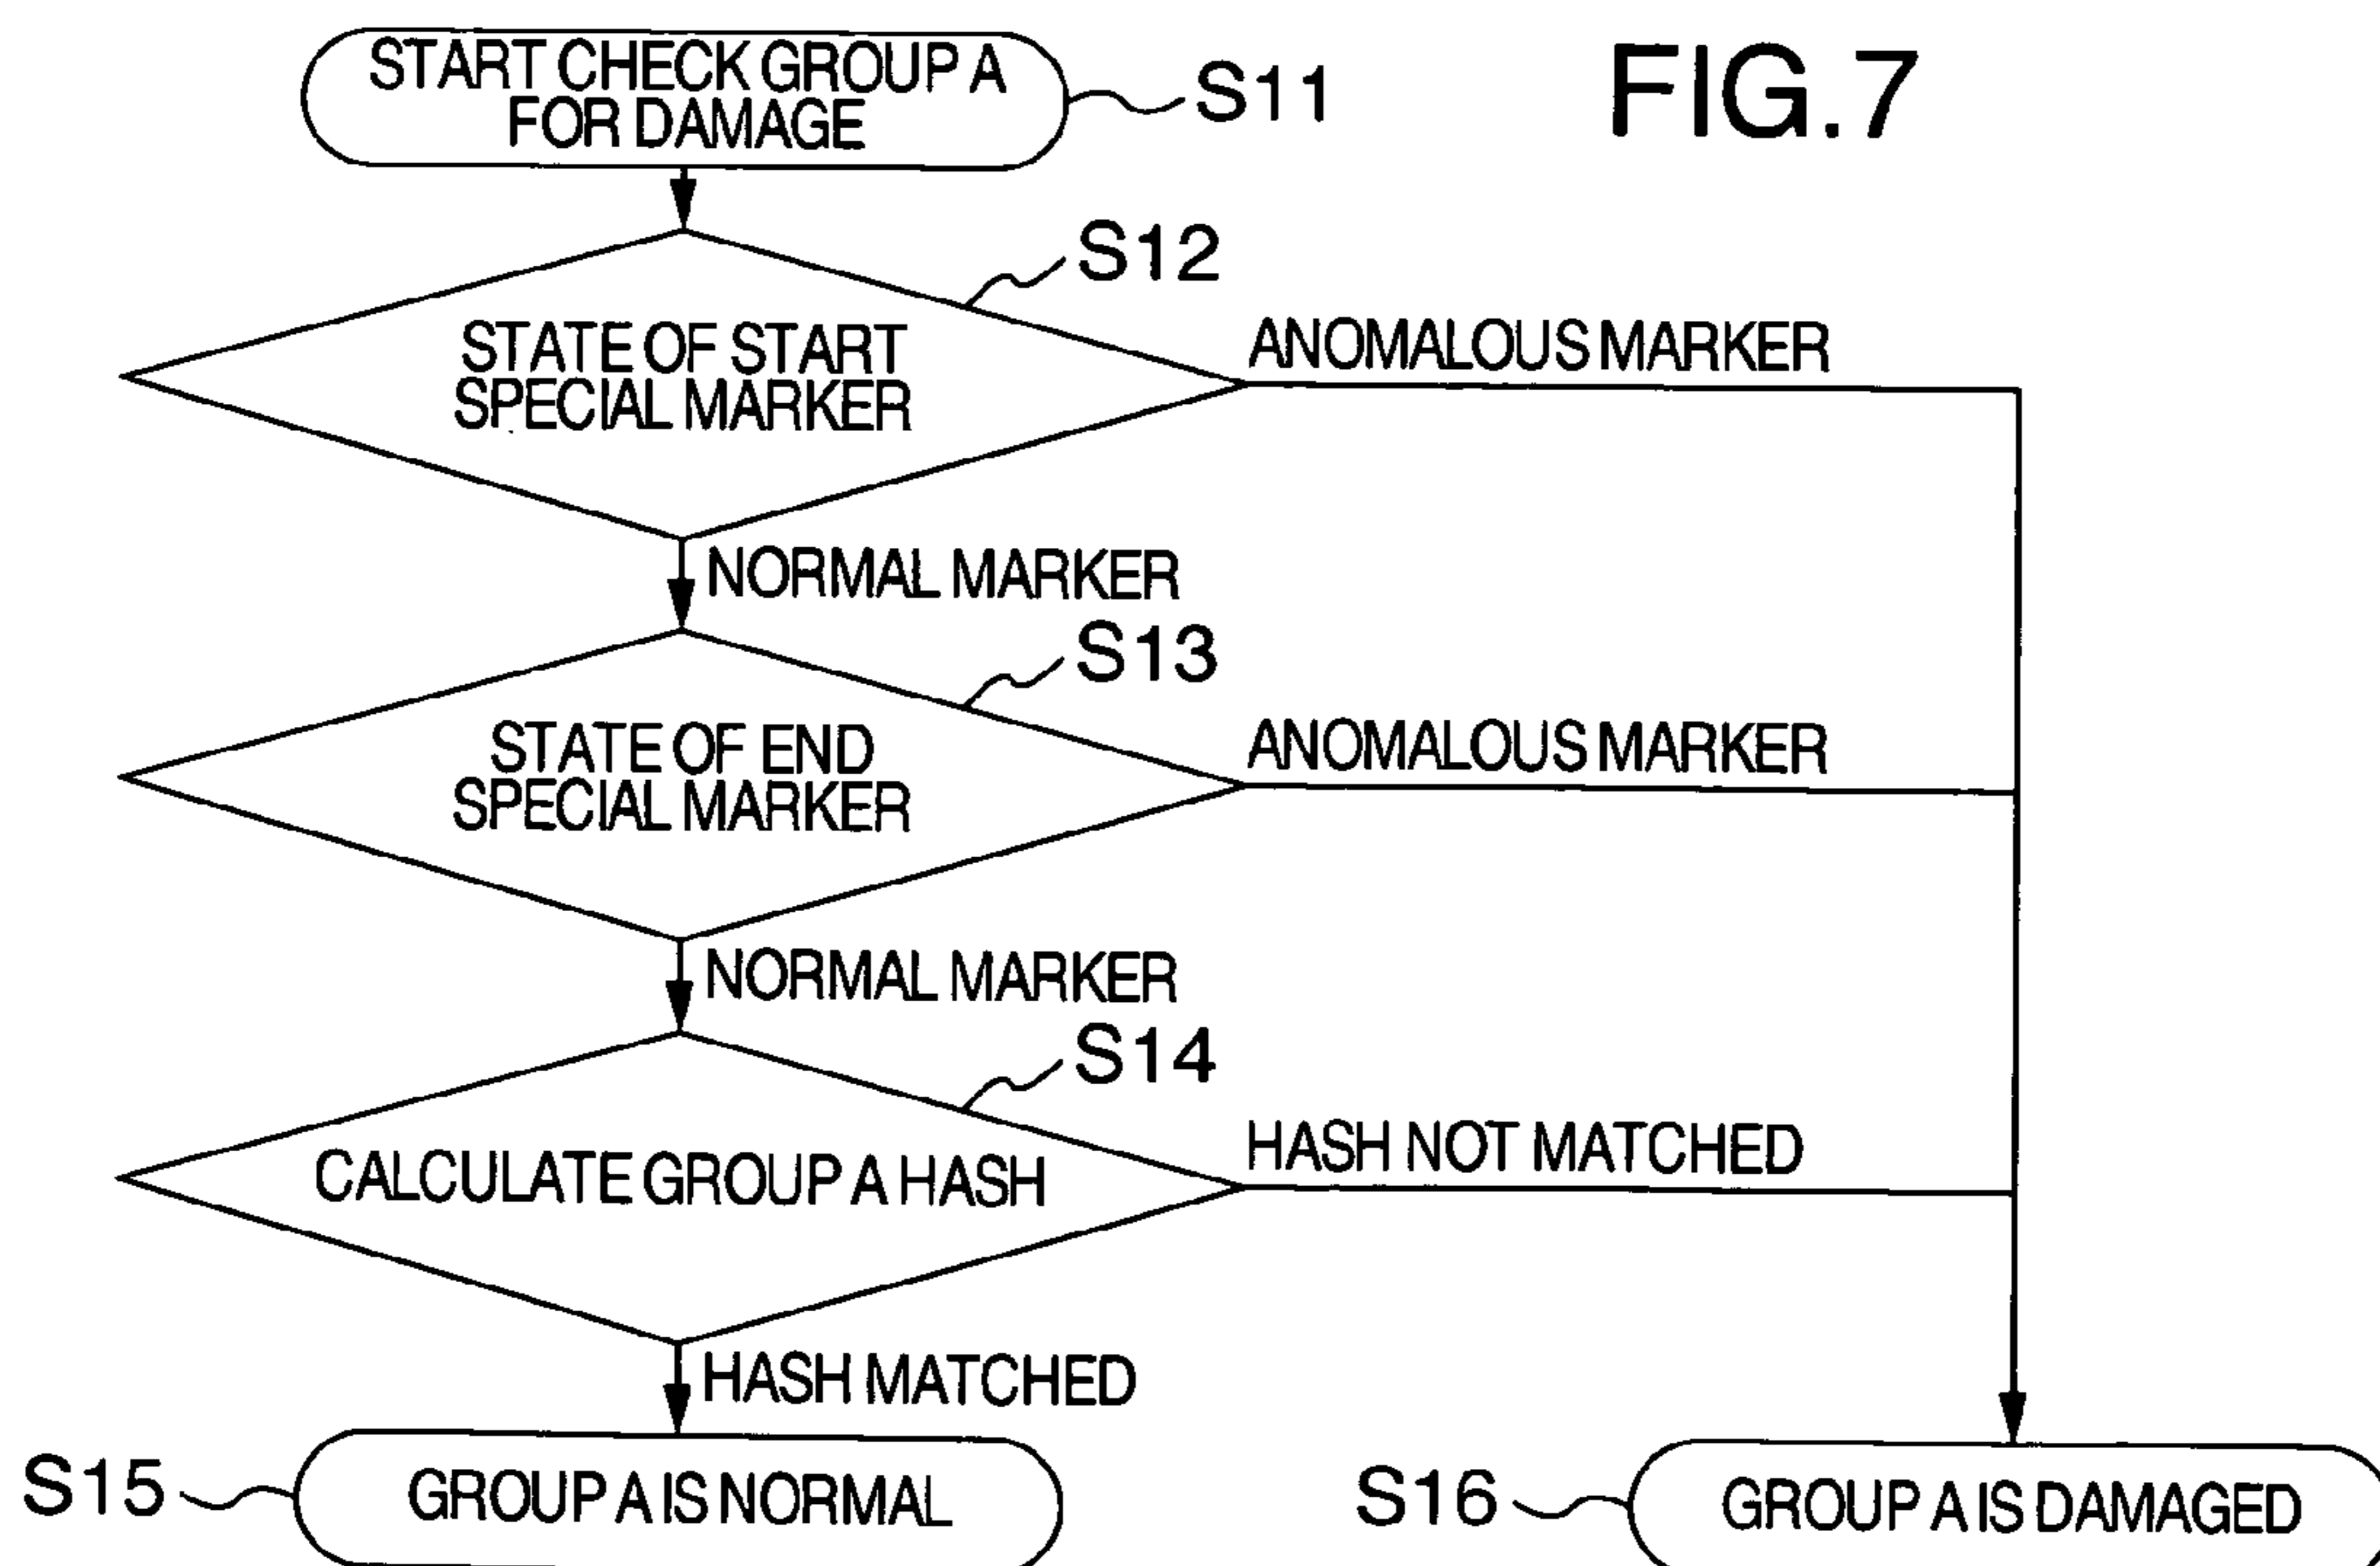 START CHECK GROUP A
FOR DAMAGE
S11
FIG.7
S12
STATE OF START
SPECIAL MARKER
ANOMALOUS MARKER
NORMAL MARKER
S13
STATE OF END
SPECIAL MARKER
ANOMALOUS MARKER
NORMAL MARKER
S14
CALCULATE GROUP A HASH
HASH NOT MATCHED
HASH MATCHED
S15
GROUP A IS NORMAL
S16
GROUP A IS DAMAGED